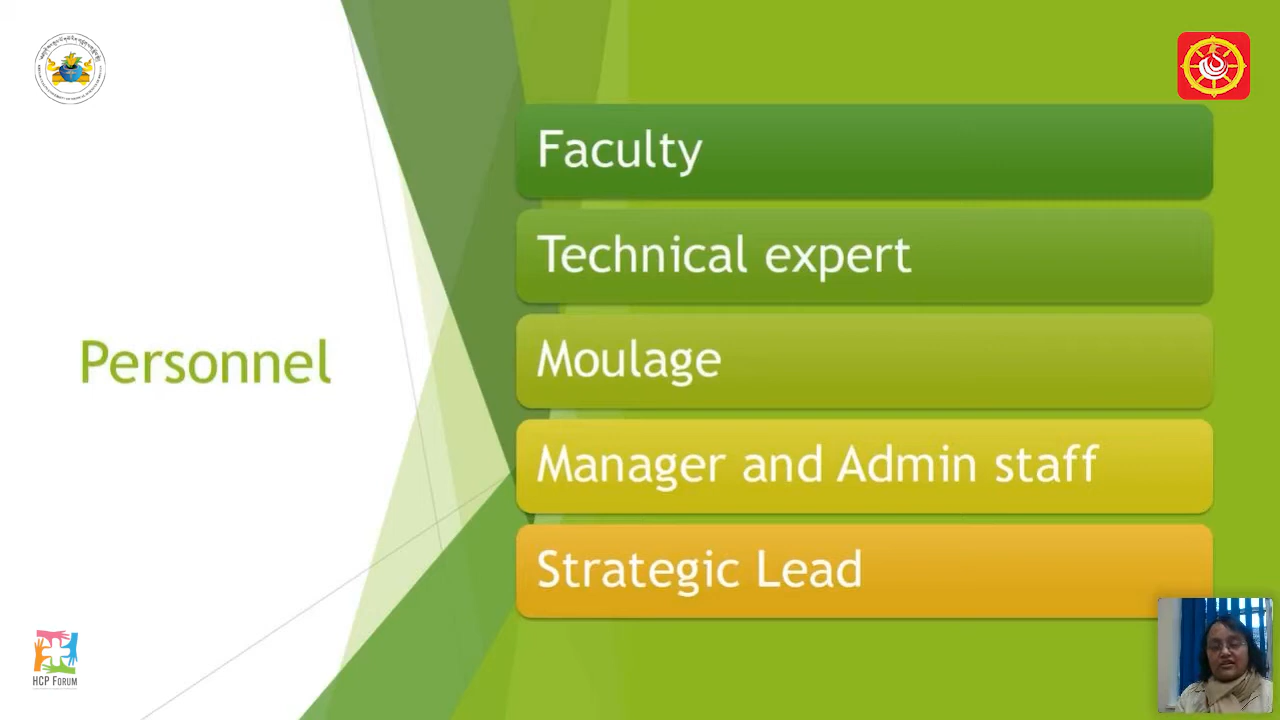 Personnel
Faculty
Technical expert
Moulage
Manager and Admin staff
Strategic Lead
HCP FORUM